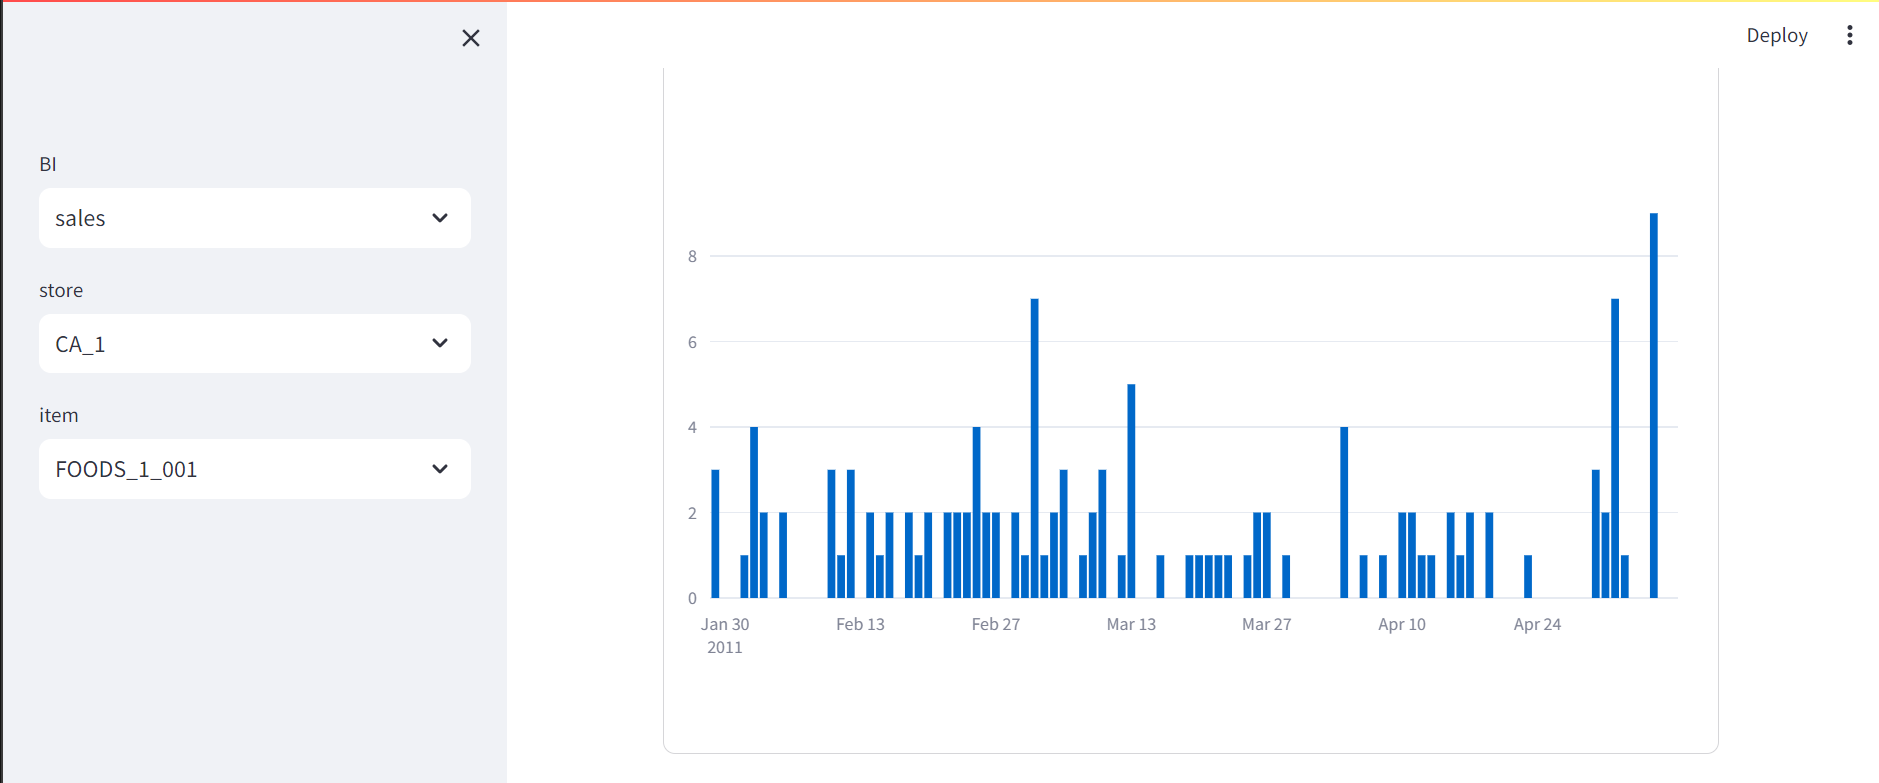 Deploy
BI
sales
store
CA_1
item
FOODS_1_001
8
6
4
2
0
Jan 30 Feb 13 Feb 27 Mar 13 Mar 27 Apr 10 Apr 24
2011